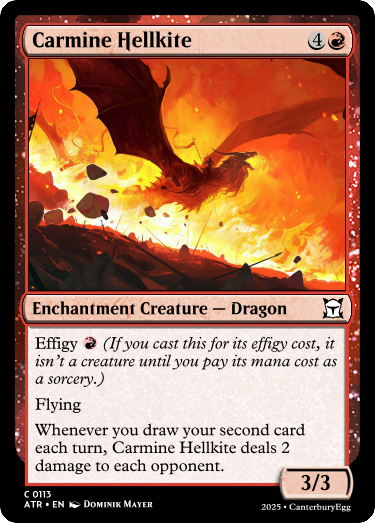 Carmine Hellkite 4
Enchantment Creature — Dragon
Effigy (If you cast this for its effigy cost, it
isn't a creature until you pay its mana cost as
a sorcery.)
Flying
Whenever you draw your second card
each turn, Carmine Hellkite deals 2
damage to each opponent.
3/3
C 0113
ATR • EN Dominik Mayer
2025 • CanterburyEgg